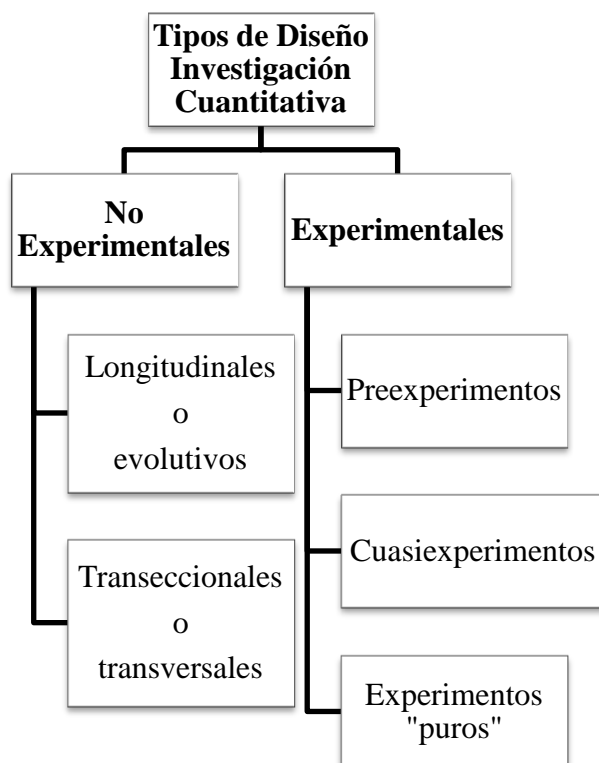 Tipos de Diseño
Investigación
Cuantitativa
No
Experimentales
Experimentales
Longitudinales
o
evolutivos
Preexperimentos
Transeccionales
o
transversales
Cuasiexperimentos
Experimentos
"puros"